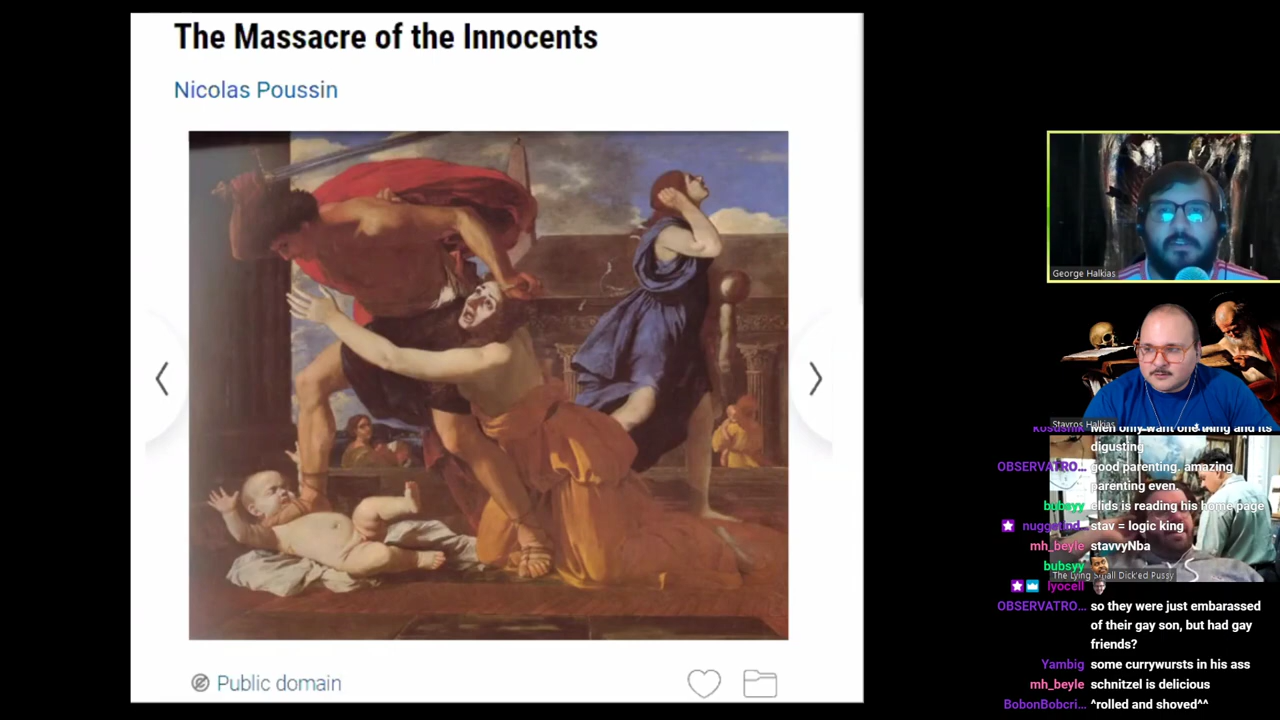 The Massacre of the Innocents
Nicolas Poussin
Public domain
George Halkias
Stavros Halkias
Kosusnik Men only want one thing and its
digusting
OBSERVATRO... good parenting. amazing
parenting even.
bubsyy elids is reading his home page
stav = logic king
mh_beyle stavvyNba
bubsyy
The Lying Small Dick'ed Pussy
lyocell
OBSERVATRO... so they were just embarassed
of their gay son, but had gay
friends?
Yambig some currywursts in his ass
mh_beyle schnitzel is delicious
BobonBobcri... ^rolled and shoved^^